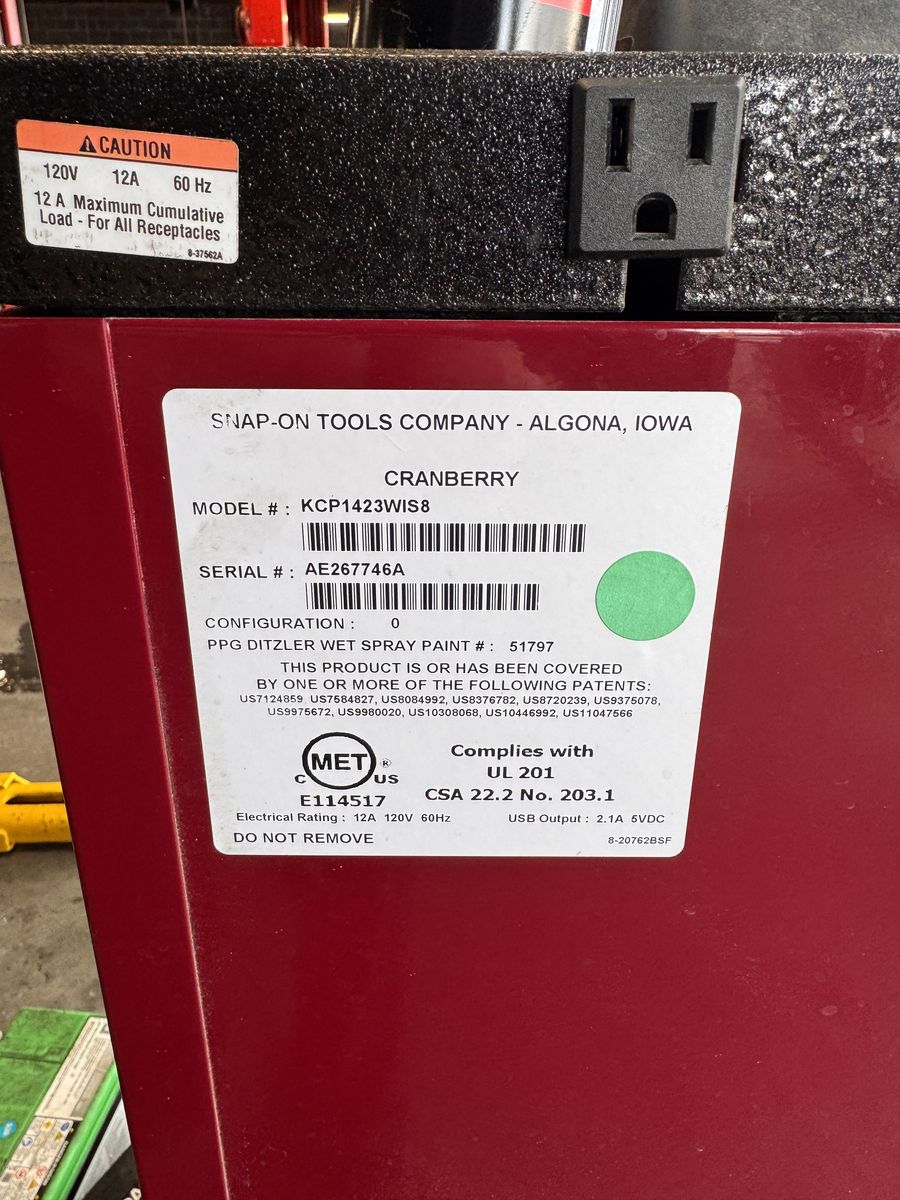 CAUTION
120V 12A 60 Hz
12 A Maximum Cumulative
Load - For All Receptacles
8-37562A
SNAP-ON TOOLS COMPANY - ALGONA, IOWA
CRANBERRY
MODEL # : KCP1423WIS8
SERIAL # : AE267746A
CONFIGURATION : 0
PPG DITZLER WET SPRAY PAINT # : 51797
THIS PRODUCT IS OR HAS BEEN COVERED
BY ONE OR MORE OF THE FOLLOWING PATENTS:
US7124859, US7584827, US8084992, US8376782, US8720239, US9375078,
US9975672, US9980020, US10308068, US10446992, US11047566
MET ®
C US
E114517
Complies with
UL 201
CSA 22.2 No. 203.1
Electrical Rating : 12A 120V 60Hz USB Output : 2.1A 5VDC
DO NOT REMOVE 8-20762BSF